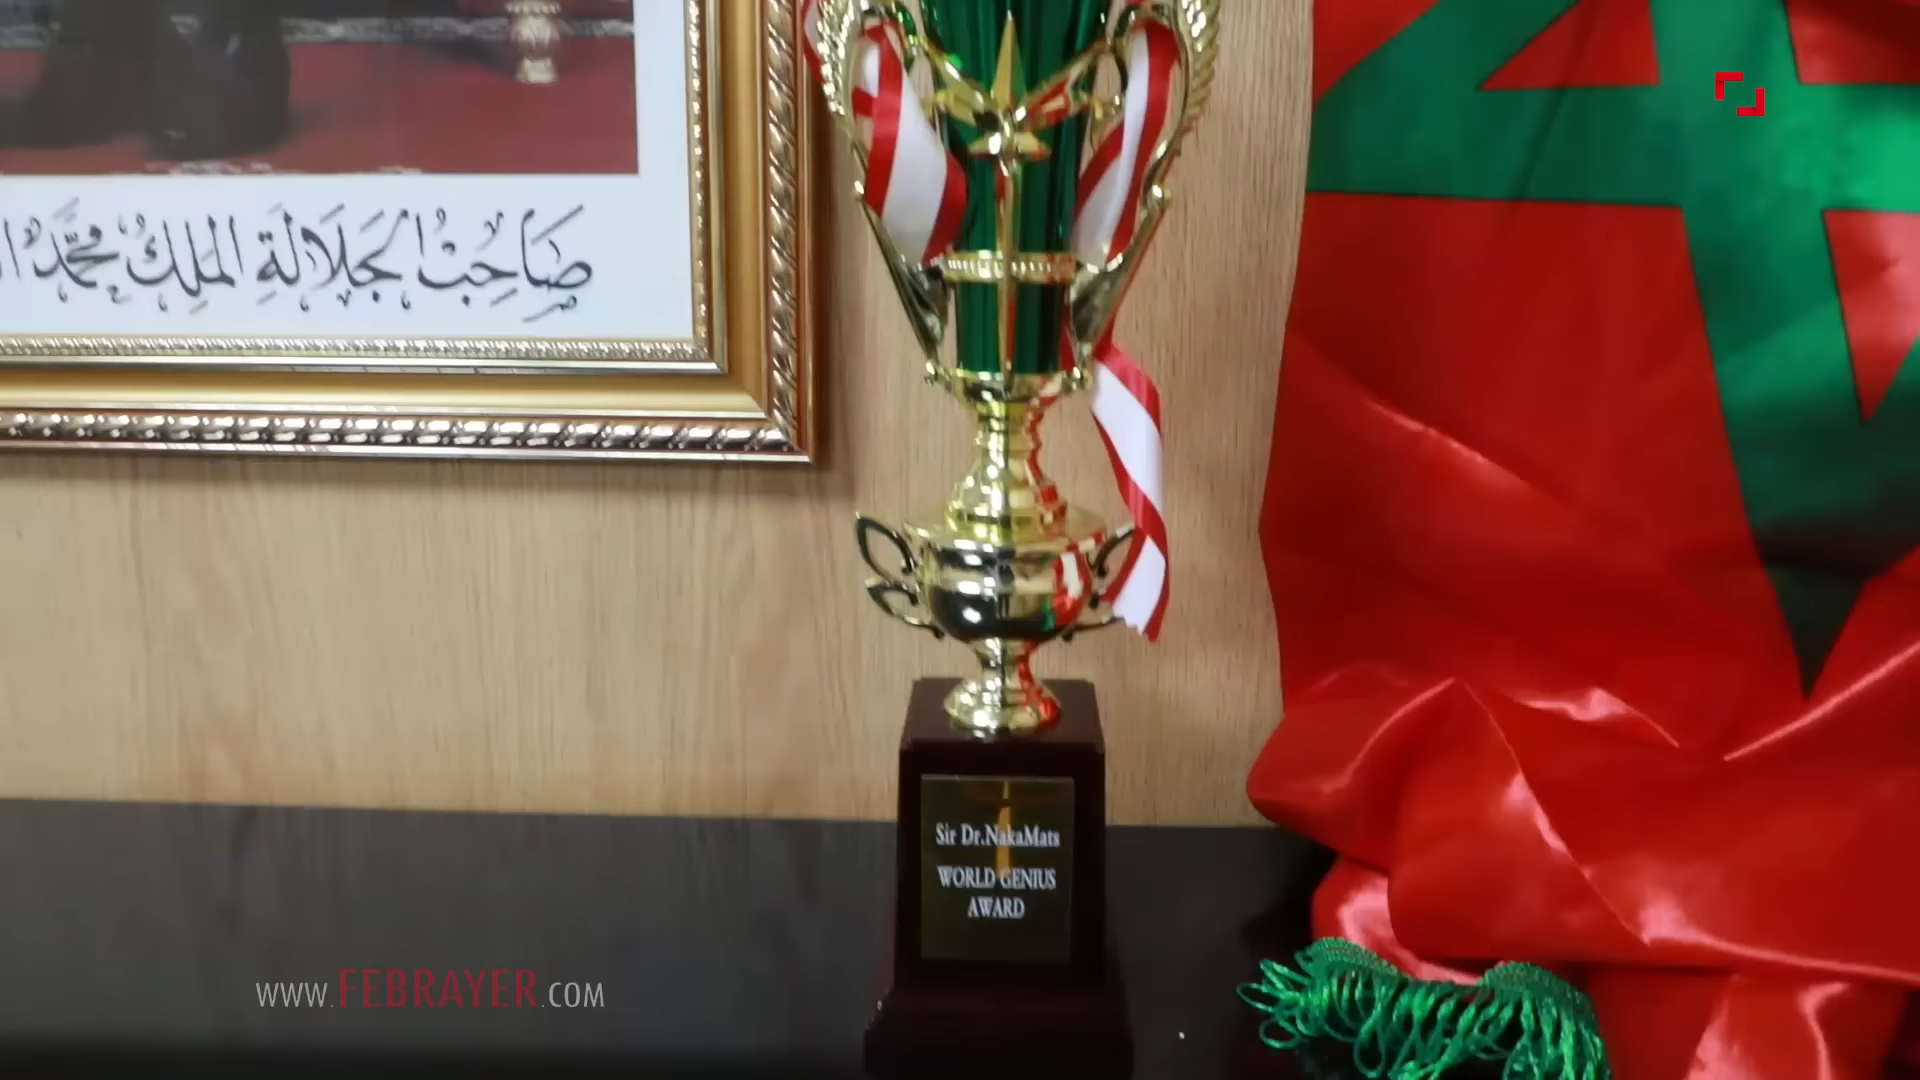 صَاحِبُ الجَلَالَةِ المَلِكُ مُحَمَّد
Sir Dr.NakaMats
WORLD GENIUS
AWARD
WWW.FEBRAYER.COM